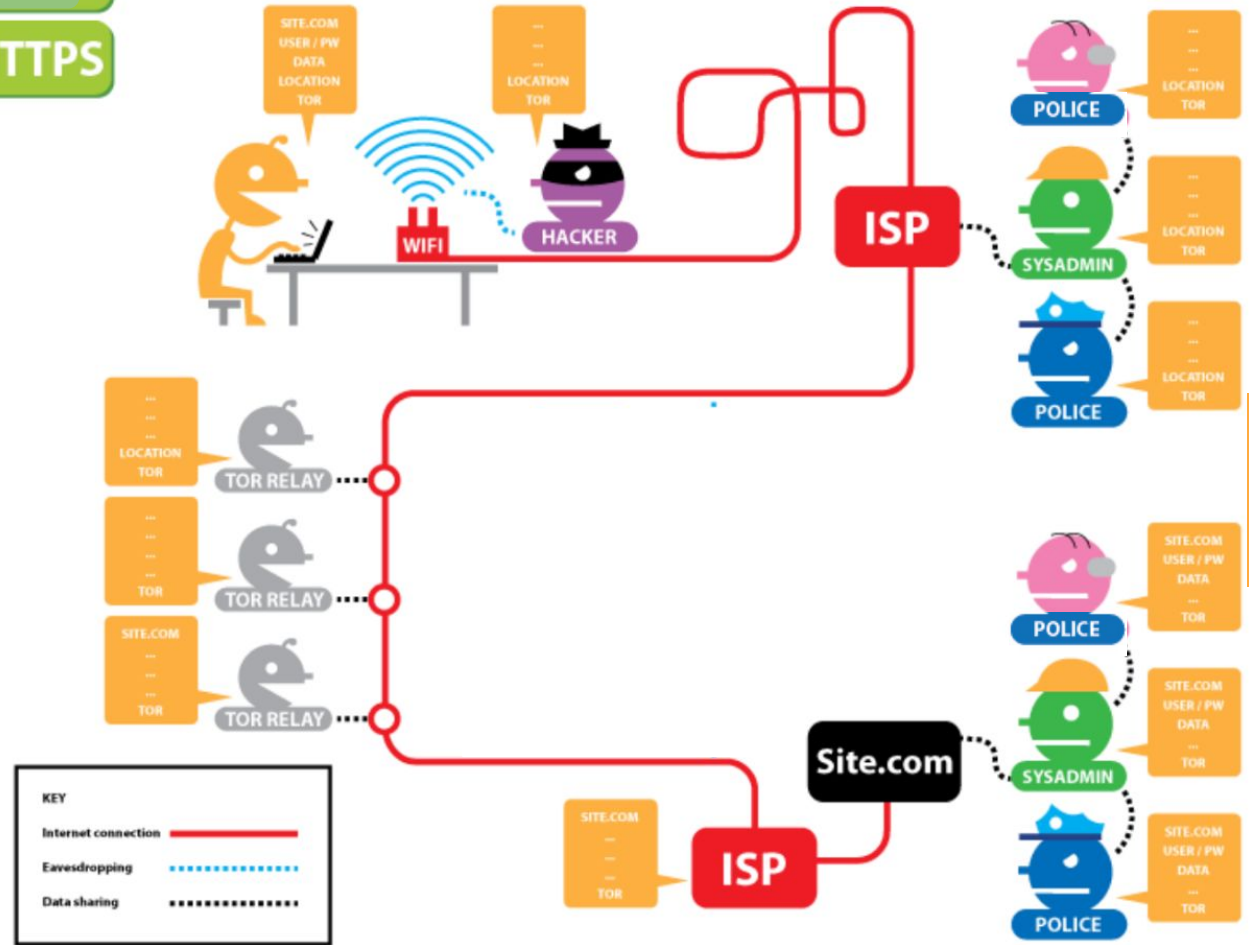 TTPS
SITE.COM
USER / PW
DATA
LOCATION
TOR
...
...
...
LOCATION
TOR
WIFI
HACKER
ISP
POLICE
...
...
...
LOCATION
TOR
SYSADMIN
...
...
...
LOCATION
TOR
POLICE
...
...
...
LOCATION
TOR
...
...
...
LOCATION
TOR
TOR RELAY
...
...
...
...
TOR
TOR RELAY
SITE.COM
...
...
...
TOR
TOR RELAY
POLICE
SITE.COM
USER / PW
DATA
...
TOR
SYSADMIN
SITE.COM
USER / PW
DATA
...
TOR
POLICE
SITE.COM
USER / PW
DATA
...
TOR
Site.com
SITE.COM
...
...
...
TOR
ISP
KEY
Internet connection
Eavesdropping
Data sharing